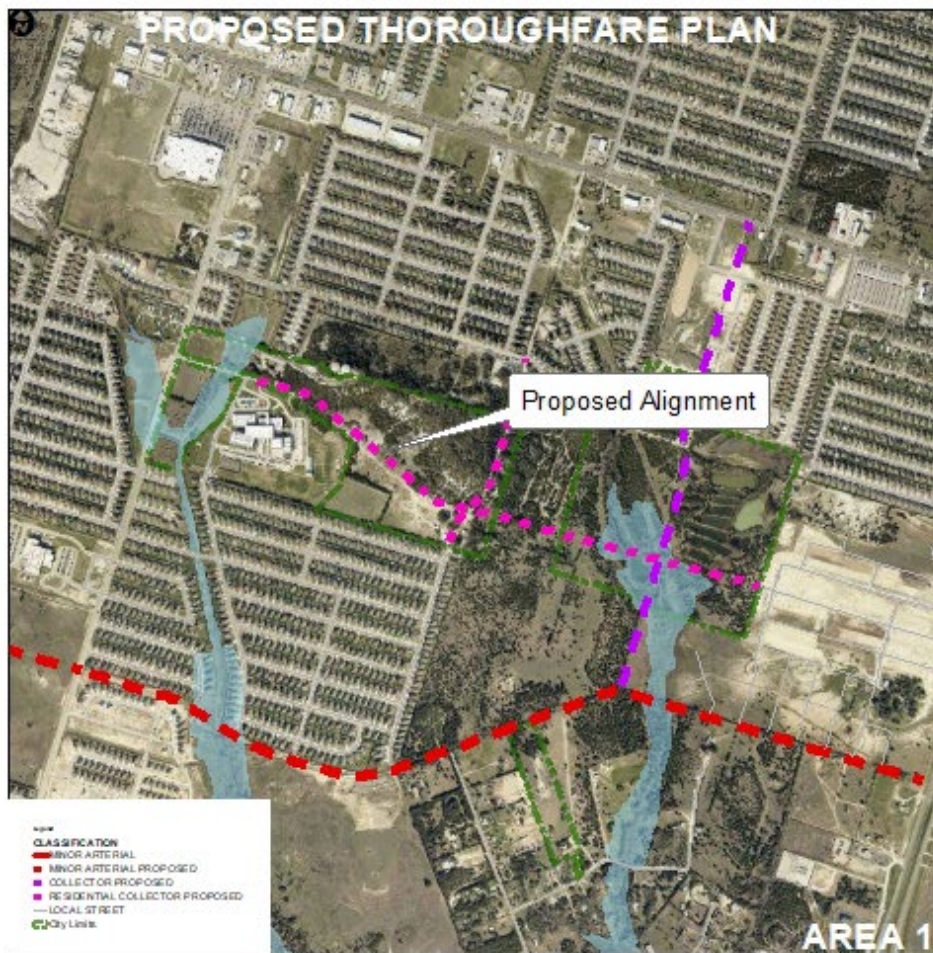 PROPOSED THOROUGHFARE PLAN
Proposed Alignment
CLASSIFICATION
MINOR ARTERIAL
MINOR ARTERIAL PROPOSED
COLLECTOR PROPOSED
RESIDENTIAL COLLECTOR PROPOSED
LOCAL STREET
City Limits
AREA 1